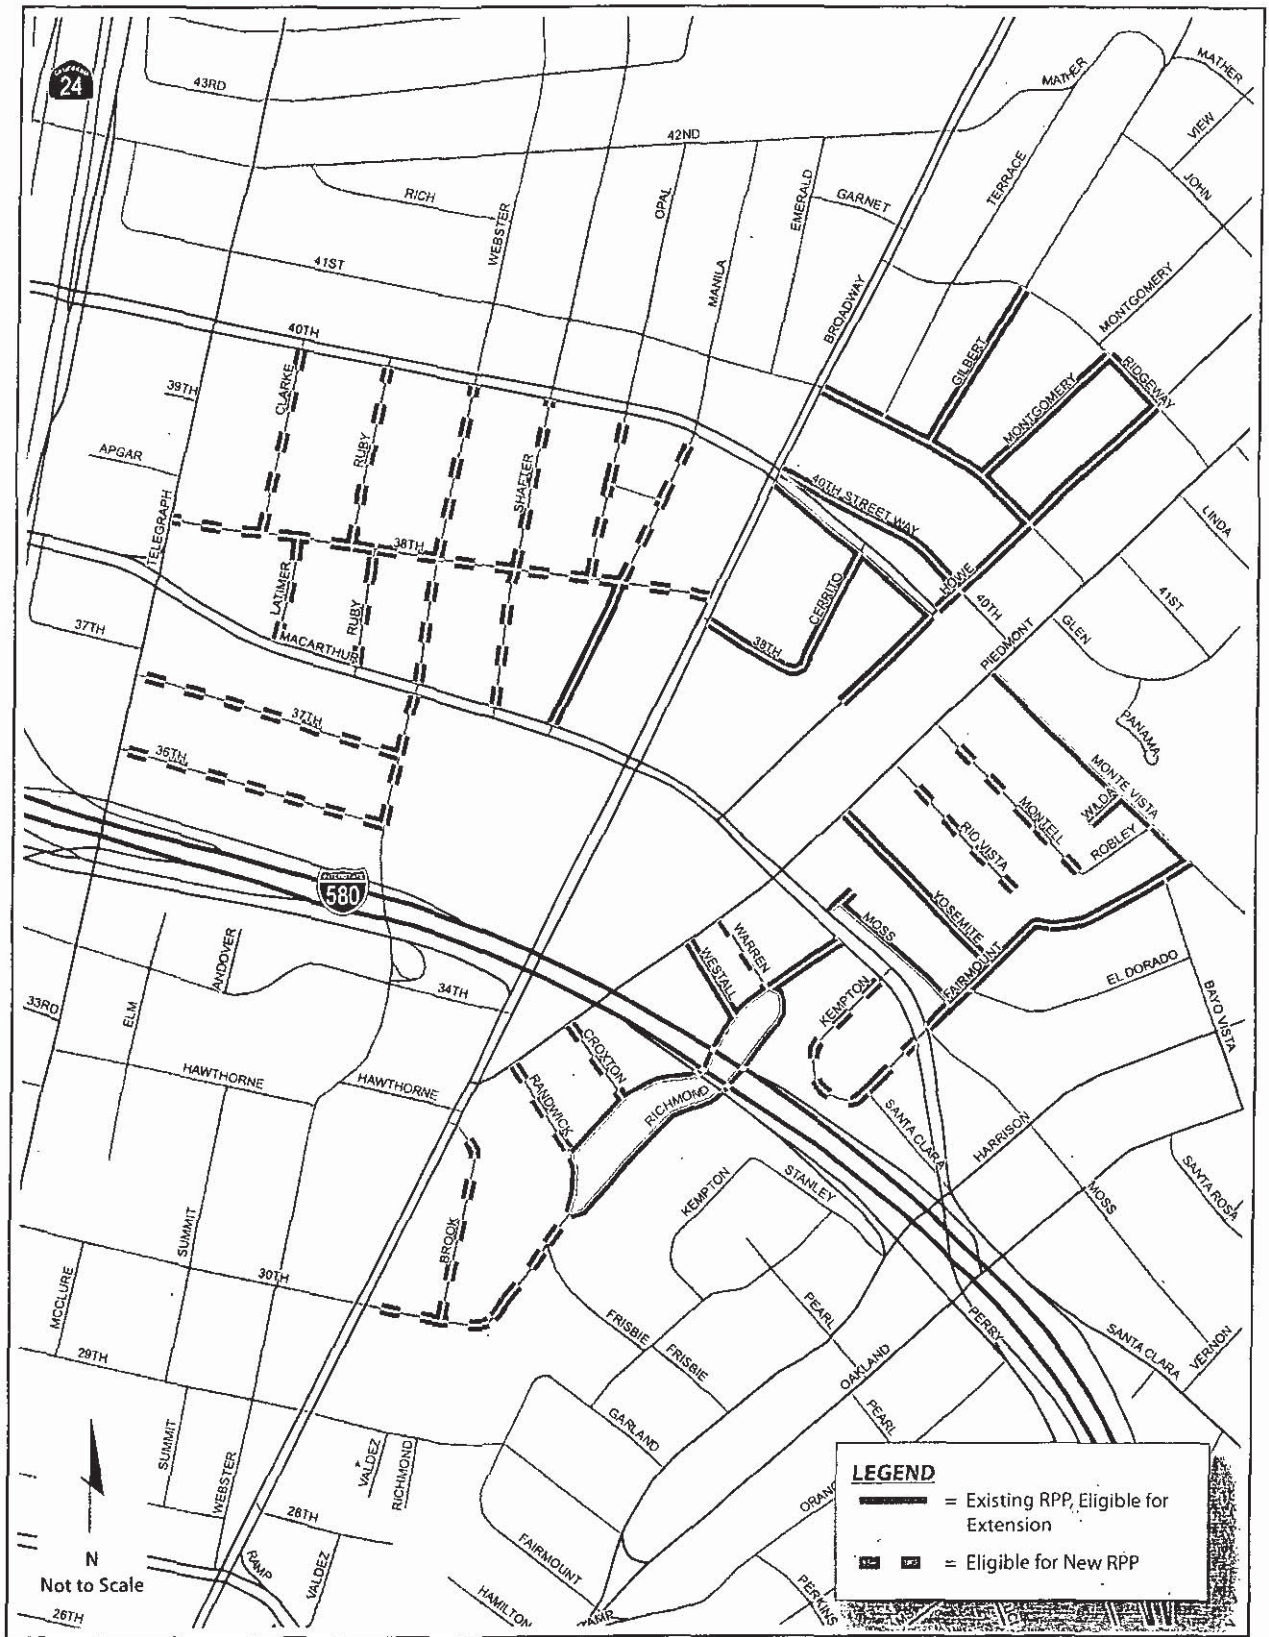 CALIFORNIA
24
43RD
MATHER
MATHER
VIEW
42ND
JOHN
TERRACE
RICH
OPAL
EMERALD
GARNET
WEBSTER
41ST
MANILA
MONTGOMERY
BROADWAY
40TH
GILBERT
RIDGEWAY
39TH
CLARKE
MONTGOMERY
APGAR
RUBY
SHAFTER
40TH STREET WAY
LINDA
TELEGRAPH
38TH
LATIMER
RUBY
HOWE
40TH
41ST
CERRITO
37TH
MACARTHUR
38TH
GLEN
PIEDMONT
PANAMA
37TH
36TH
MONTE VISTA
WILDA
MONTELL
ROBLEY
RIO VISTA
INTERSTATE
580
YOSEMITE
MOSS
WARREN
WESTALL
FAIRMOUNT
EL DORADO
ANDOVER
34TH
KEMPTON
BAYO VISTA
33RD
ELM
CROXTON
HAWTHORNE
HAWTHORNE
RANDWICK
RICHMOND
SANTA CLARA
HARRISON
KEMPTON
STANLEY
MOSS
SANTA ROSA
SUMMIT
BROOK
30TH
MCCLURE
PEARL
FRISBIE
FRISBIE
PERRY
SANTA CLARA
VERNON
29TH
OAKLAND
GARLAND
PEARL
SUMMIT
VALDEZ
RICHMOND
WEBSTER
ORANG
28TH
FAIRMOUNT
RAMP
VALDEZ
HAMILTON
PERKINS
26TH
N
Not to Scale
LEGEND
= Existing RPP, Eligible for
Extension
= Eligible for New RPP